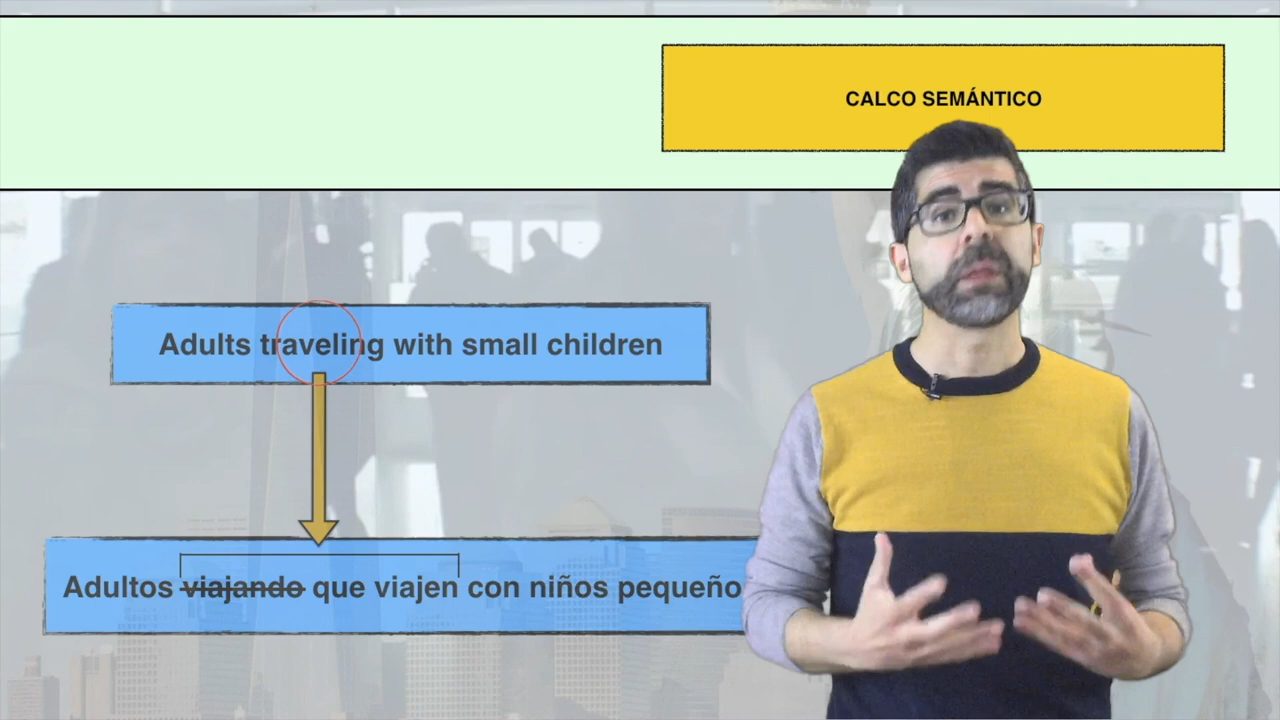 CALCO SEMÁNTICO
Adults traveling with small children
Adultos viajando que viajen con niños pequeño